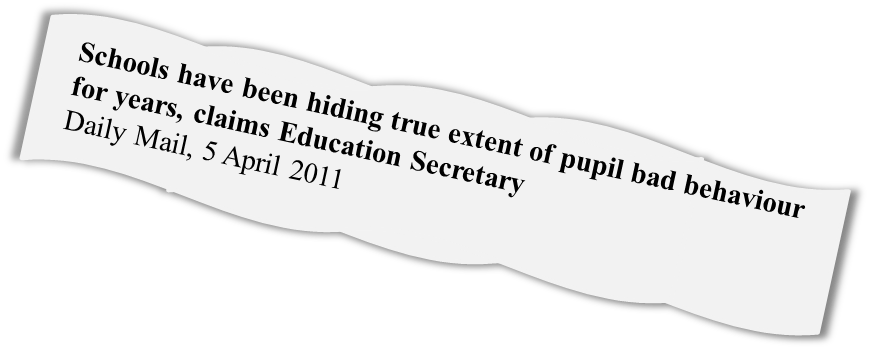 Schools have been hiding true extent of pupil bad behaviour
for years, claims Education Secretary
Daily Mail, 5 April 2011